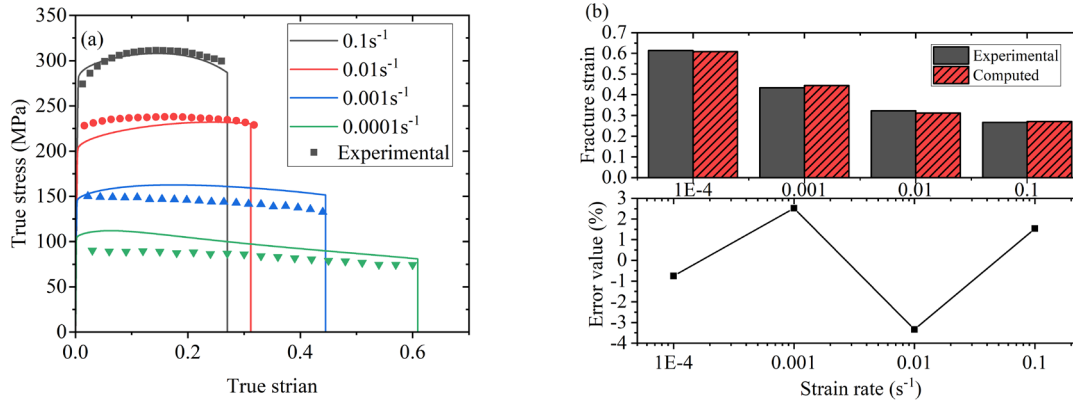 (a)
350
300
250
200
150
100
50
0
True stress (MPa)
0.0
0.2
0.4
0.6
True strian
0.1s⁻¹
0.01s⁻¹
0.001s⁻¹
0.0001s⁻¹
Experimental
(b)
0.7
0.6
0.5
0.4
0.3
0.2
0.1
0.0
Fracture strain
Experimental
Computed
1E-4
0.001
0.01
0.1
3
2
1
0
-1
-2
-3
-4
Error value (%)
1E-4
0.001
0.01
0.1
Strain rate (s⁻¹)